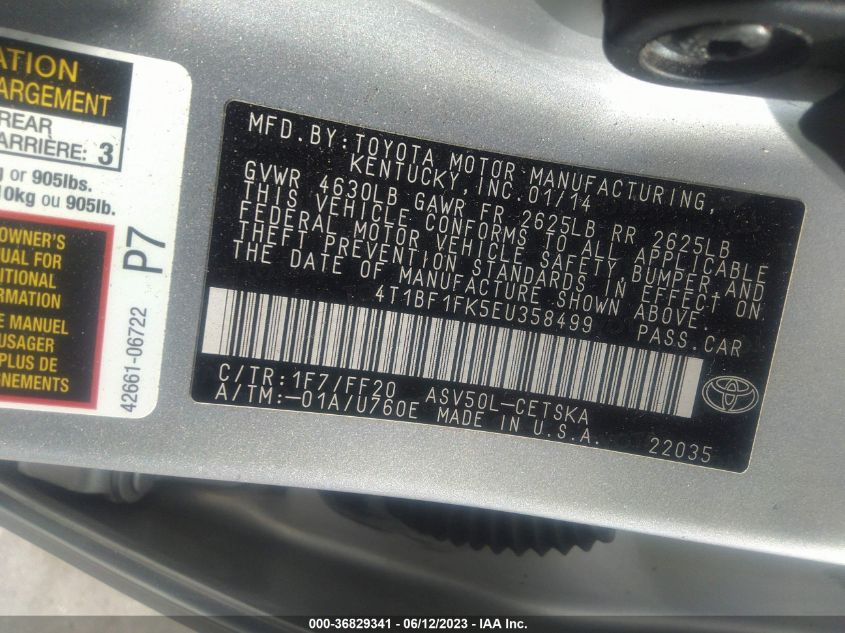 ATION
ARGEMENT
REAR
ARRIÈRE: 3
or 905lbs.
10kg ou 905lb.
OWNER'S
UAL FOR
ITIONAL
RMATION
E MANUEL
USAGER
PLUS DE
GNEMENTS
42661-06722
P7
MFD.BY:TOYOTA MOTOR MANUFACTURING,
KENTUCKY,INC.01/14
GVWR 4630LB GAWR FR 2625LB RR 2625LB
THIS VEHICLE CONFORMS TO ALL APPLICABLE
FEDERAL MOTOR VEHICLE SAFETY BUMPER AND
THEFT PREVENTION STANDARDS IN EFFECT ON
THE DATE OF MANUFACTURE SHOWN ABOVE.
4T1BF1FK5EU358499 PASS.CAR
C/TR:1F7/FF20 ASV50L-CETSKA
A/TM:-01A/U760E MADE IN U.S.A.
22035
000-36829341 - 06/12/2023 - IAA Inc.